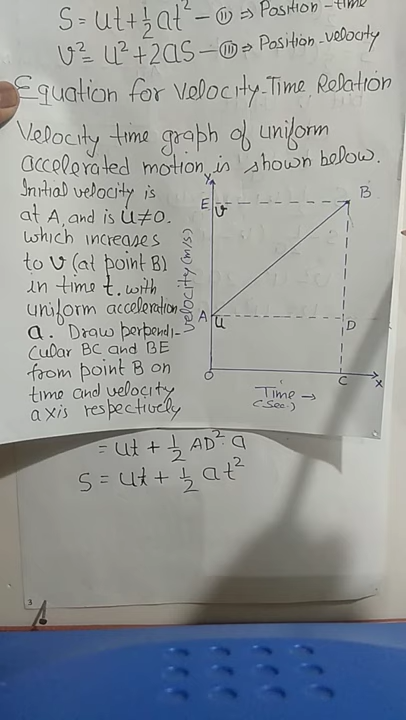 S = ut + 1/2 at² — (ii) ⇒ Position-time
v² = u² + 2as — (iii) ⇒ Position-velocity
Equation for Velocity-Time Relation
Velocity time graph of uniform
accelerated motion is shown below.
Initial velocity is
at A, and is u≠0.
which increases
to v (at point B)
in time t. with
uniform acceleration
a. Draw perpendi-
cular BC and BE
from point B on
time and velocity
axis respectively
Y
E v B
Velocity (m/s)
A u D
O C X
Time →
(Sec.)
= ut + 1/2 AD². a
S = ut + 1/2 at²
3